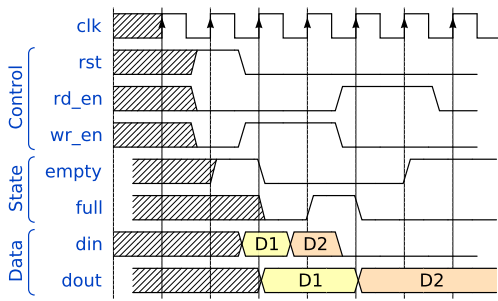 clk
Control
rst
rd_en
wr_en
State
empty
full
Data
din D1 D2
dout D1 D2